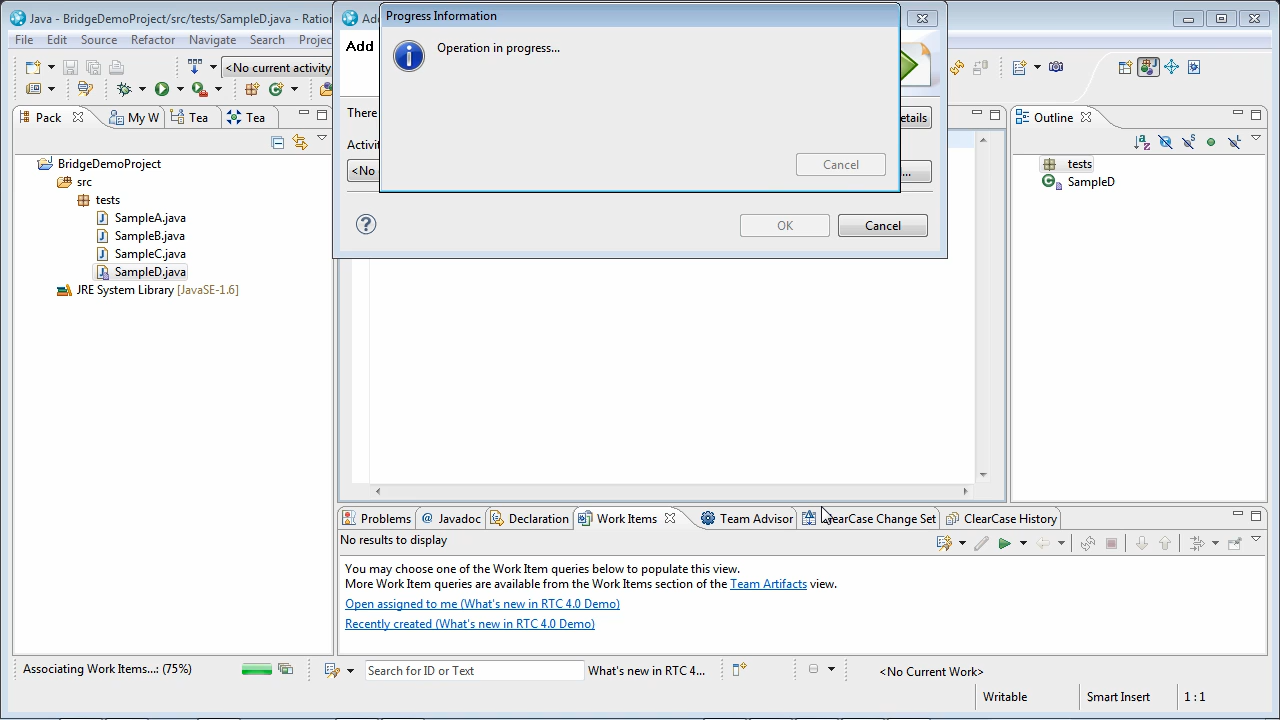 Java - BridgeDemoProject/src/tests/SampleD.java - Ration
File Edit Source Refactor Navigate Search Projec
<No current activity
Pack
My W
Tea
Tea
BridgeDemoProject
src
tests
SampleA.java
SampleB.java
SampleC.java
SampleD.java
JRE System Library [JavaSE-1.6]
Add
Add
There
etails
Activi
<No
...
Progress Information
Operation in progress...
Cancel
OK
Cancel
Outline
tests
SampleD
Problems
@ Javadoc
Declaration
Work Items
Team Advisor
ClearCase Change Set
ClearCase History
No results to display
You may choose one of the Work Item queries below to populate this view.
More Work Item queries are available from the Work Items section of the Team Artifacts view.
Open assigned to me (What's new in RTC 4.0 Demo)
Recently created (What's new in RTC 4.0 Demo)
Associating Work Items...: (75%)
Search for ID or Text
What's new in RTC 4...
<No Current Work>
Writable
Smart Insert
1 : 1